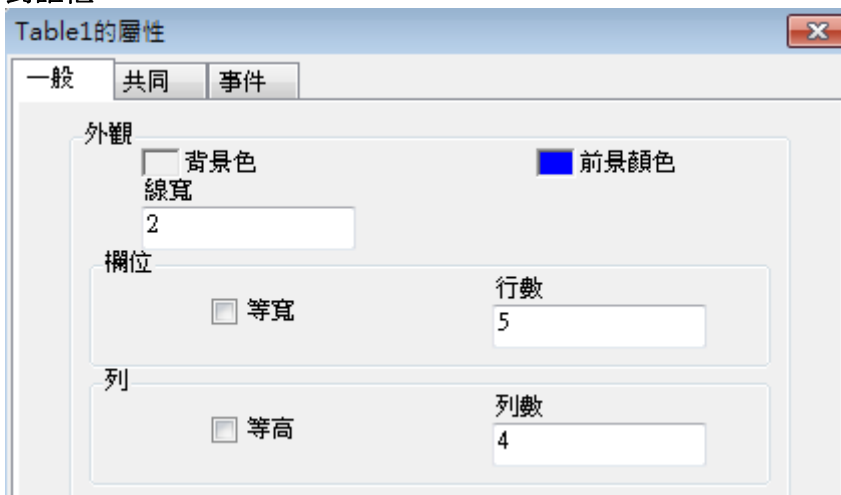 Table1的屬性
一般 共同 事件
外觀
背景色 前景顏色
線寬
2
欄位
等寬 行數
5
列
等高 列數
4